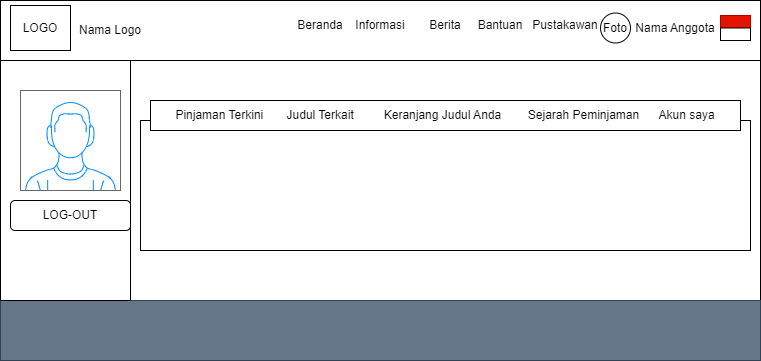 LOGO Nama Logo Beranda Informasi Berita Bantuan Pustakawan Foto Nama Anggota
Pinjaman Terkini Judul Terkait Keranjang Judul Anda Sejarah Peminjaman Akun saya
LOG-OUT